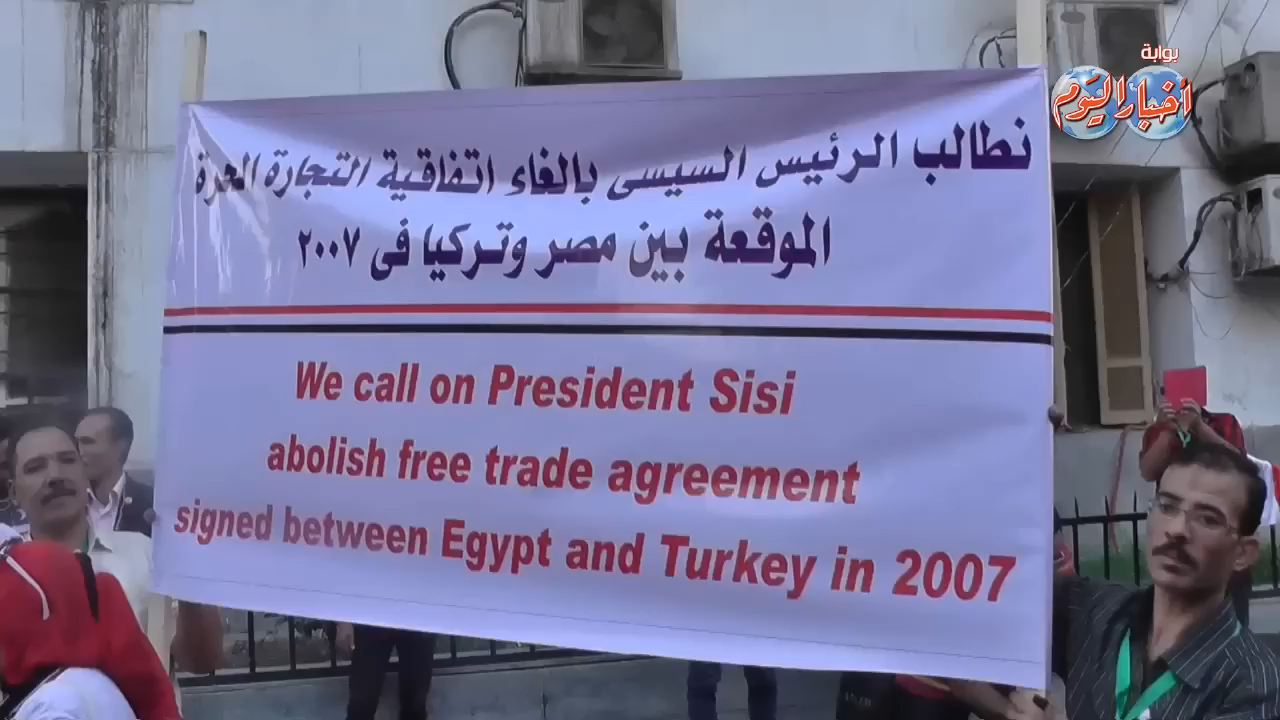 بوابة
أخبار اليوم
نطالب الرئيس السيسى بالغاء اتفاقية التجارة الحرة
الموقعة بين مصر وتركيا فى ٢٠٠٧
We call on President Sisi
abolish free trade agreement
signed between Egypt and Turkey in 2007